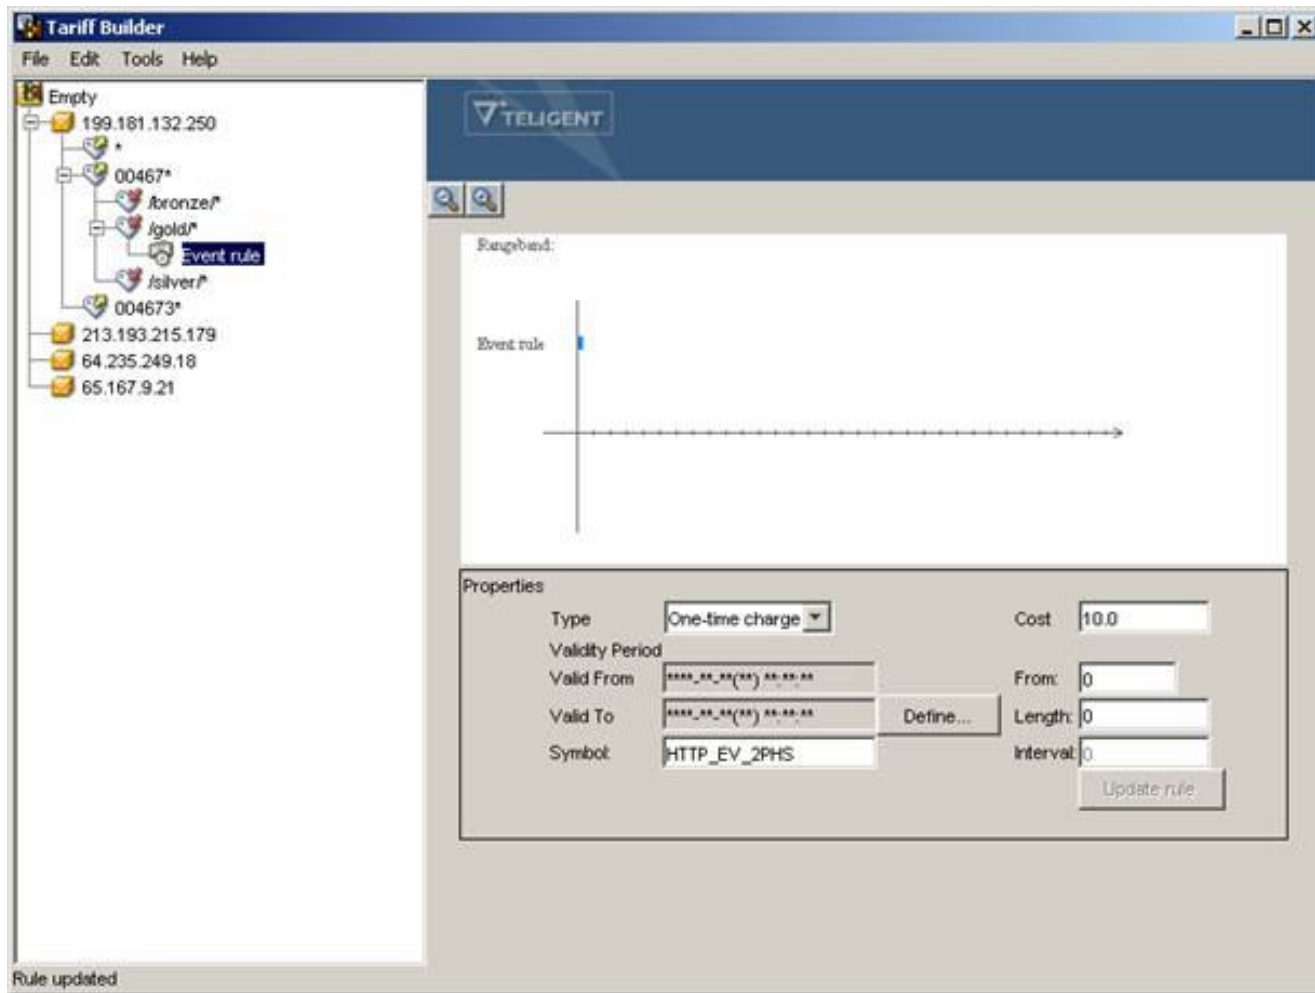 Tariff Builder
File Edit Tools Help
Empty
199.181.132.250
*
00467*
/bronze/*
/gold/*
Event rule
/silver/*
004673*
213.193.215.179
64.235.249.18
65.167.9.21
TELIGENT
Rangeband:
Event rule
Properties
Type One-time charge Cost 10.0
Validity Period
Valid From ****-**-**(**) **:**:** From: 0
Valid To ****-**-**(**) **:**:** Define... Length: 0
Symbol: HTTP_EV_2PHS Interval: 0
Update rule
Rule updated